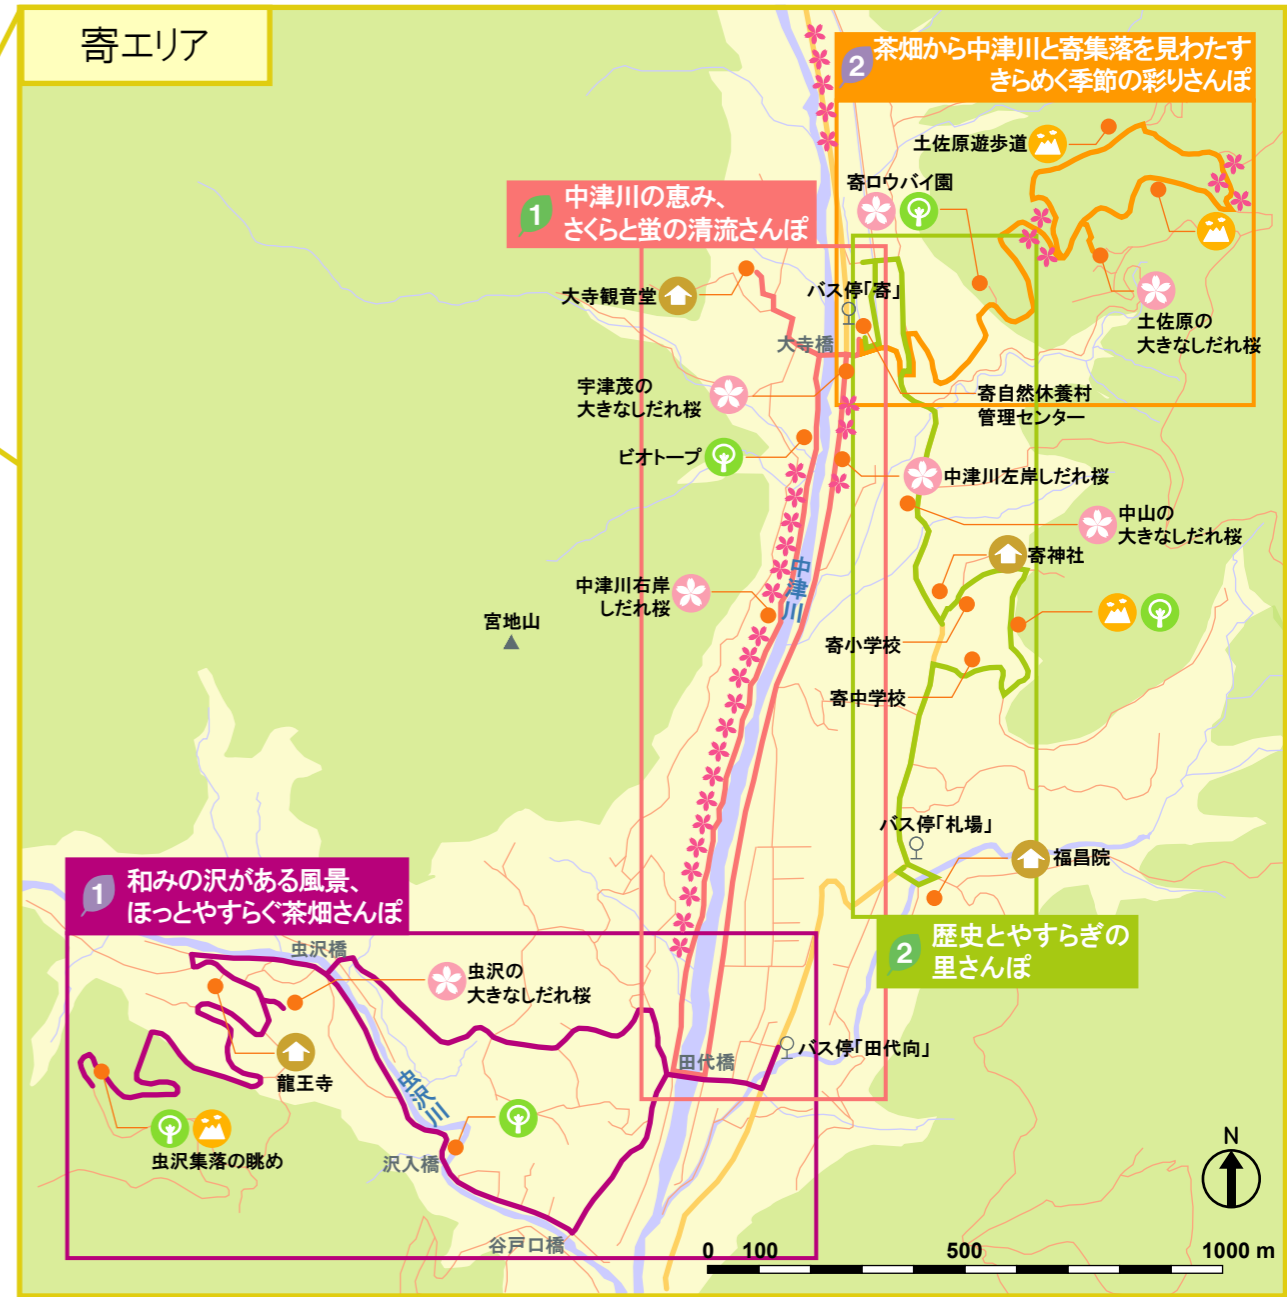 寄エリア
2
茶畑から中津川と寄集落を見わたす
きらめく季節の彩りさんぽ
土佐原遊歩道
寄ロウバイ園
1
中津川の恵み、
さくらと蛍の清流さんぽ
大寺観音堂
バス停「寄」
大寺橋
土佐原の
大きなしだれ桜
宇津茂の
大きなしだれ桜
寄自然休養村
管理センター
ビオトープ
中津川左岸しだれ桜
中山の
大きなしだれ桜
寄神社
中津川
中津川右岸
しだれ桜
宮地山
寄小学校
寄中学校
バス停「札場」
福昌院
1
和みの沢がある風景、
ほっとやすらぐ茶畑さんぽ
2
歴史とやすらぎの
里さんぽ
虫沢橋
虫沢の
大きなしだれ桜
田代橋
バス停「田代向」
龍王寺
虫沢川
虫沢集落の眺め
沢入橋
谷戸口橋
N
0 100 500 1000 m